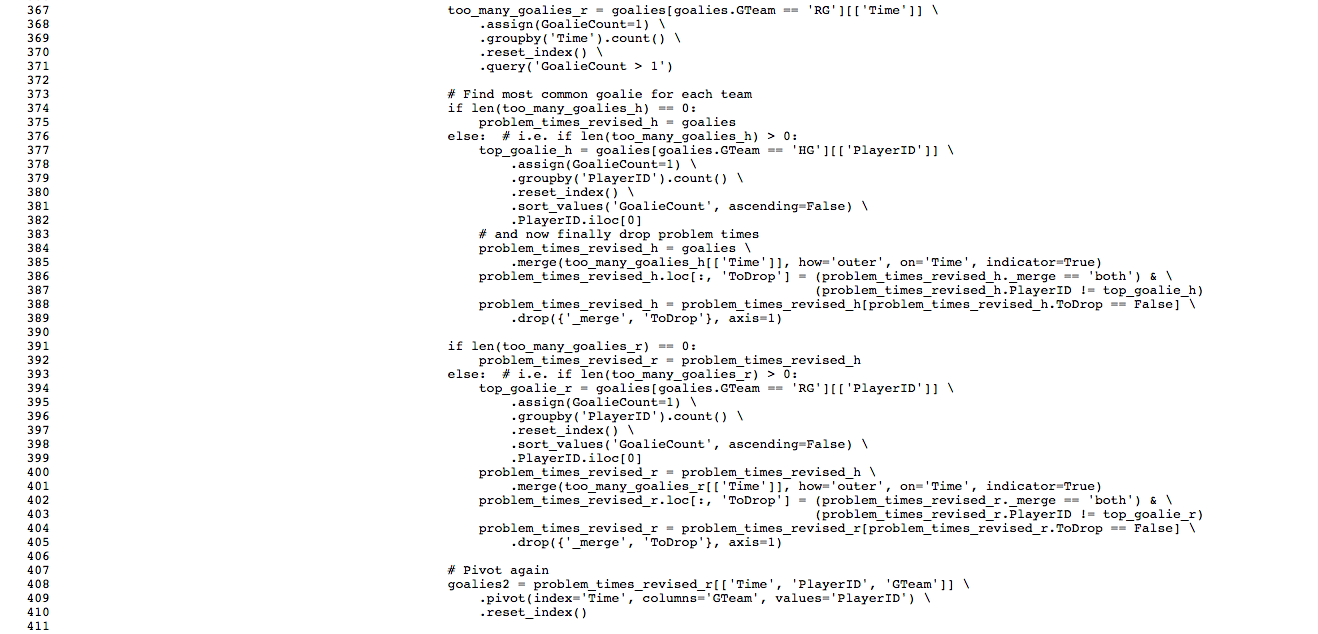 367 too_many_goalies_r = goalies[goalies.GTeam == 'RG'][['Time']] \
368 .assign(GoalieCount=1) \
369 .groupby('Time').count() \
370 .reset_index() \
371 .query('GoalieCount > 1')
372
373 # Find most common goalie for each team
374 if len(too_many_goalies_h) == 0:
375 problem_times_revised_h = goalies
376 else:  # i.e. if len(too_many_goalies_h) > 0:
377 top_goalie_h = goalies[goalies.GTeam == 'HG'][['PlayerID']] \
378 .assign(GoalieCount=1) \
379 .groupby('PlayerID').count() \
380 .reset_index() \
381 .sort_values('GoalieCount', ascending=False) \
382 .PlayerID.iloc[0]
383 # and now finally drop problem times
384 problem_times_revised_h = goalies \
385 .merge(too_many_goalies_h[['Time']], how='outer', on='Time', indicator=True)
386 problem_times_revised_h.loc[:, 'ToDrop'] = (problem_times_revised_h._merge == 'both') & \
387 (problem_times_revised_h.PlayerID != top_goalie_h)
388 problem_times_revised_h = problem_times_revised_h[problem_times_revised_h.ToDrop == False] \
389 .drop({'_merge', 'ToDrop'}, axis=1)
390
391 if len(too_many_goalies_r) == 0:
392 problem_times_revised_r = problem_times_revised_h
393 else:  # i.e. if len(too_many_goalies_r) > 0:
394 top_goalie_r = goalies[goalies.GTeam == 'RG'][['PlayerID']] \
395 .assign(GoalieCount=1) \
396 .groupby('PlayerID').count() \
397 .reset_index() \
398 .sort_values('GoalieCount', ascending=False) \
399 .PlayerID.iloc[0]
400 problem_times_revised_r = problem_times_revised_h \
401 .merge(too_many_goalies_r[['Time']], how='outer', on='Time', indicator=True)
402 problem_times_revised_r.loc[:, 'ToDrop'] = (problem_times_revised_r._merge == 'both') & \
403 (problem_times_revised_r.PlayerID != top_goalie_r)
404 problem_times_revised_r = problem_times_revised_r[problem_times_revised_r.ToDrop == False] \
405 .drop({'_merge', 'ToDrop'}, axis=1)
406
407 # Pivot again
408 goalies2 = problem_times_revised_r[['Time', 'PlayerID', 'GTeam']] \
409 .pivot(index='Time', columns='GTeam', values='PlayerID') \
410 .reset_index()
411